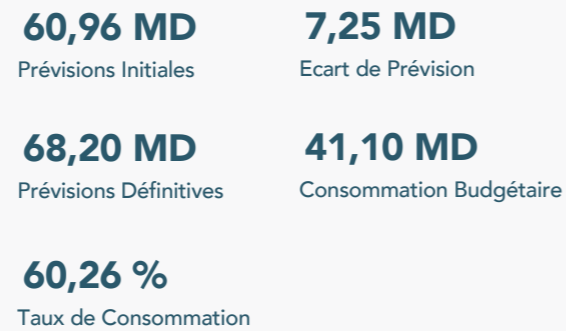 60,96 MD
Prévisions Initiales
7,25 MD
Ecart de Prévision
68,20 MD
Prévisions Définitives
41,10 MD
Consommation Budgétaire
60,26 %
Taux de Consommation